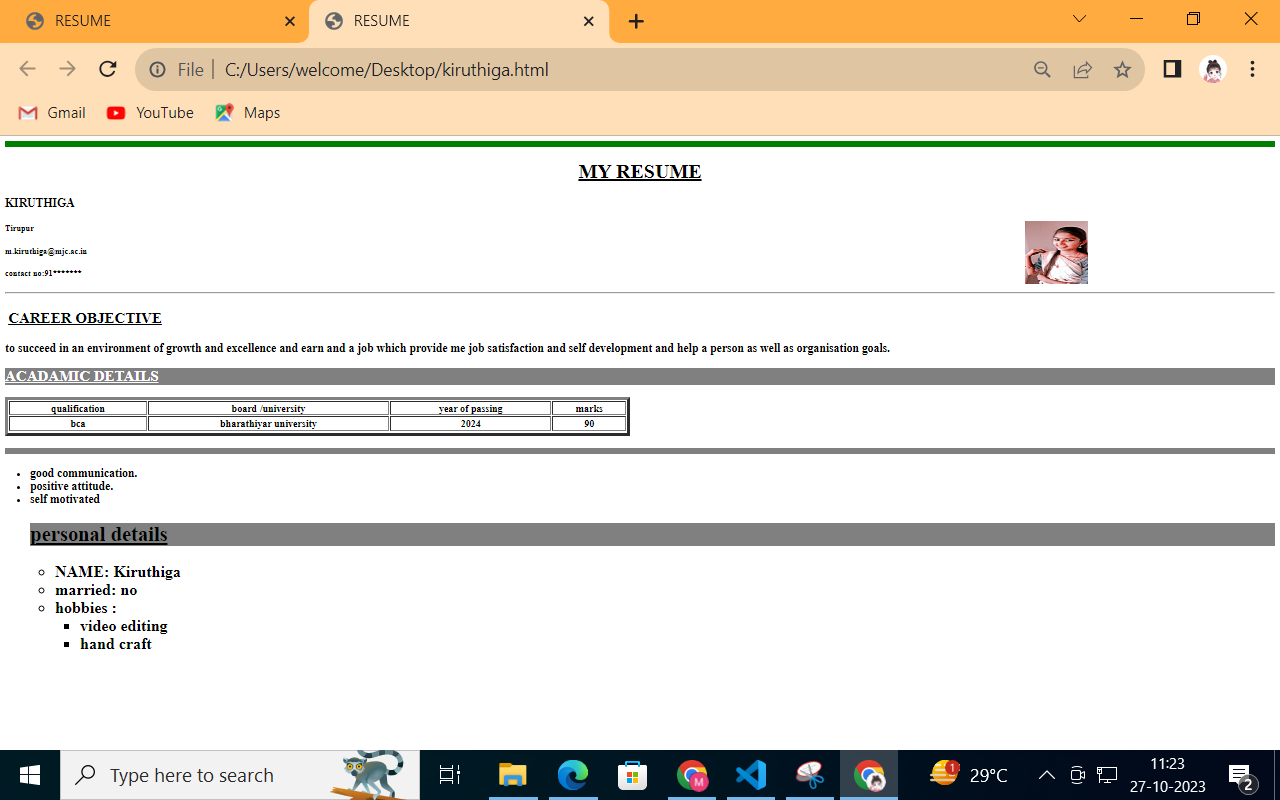 RESUME
RESUME
File | C:/Users/welcome/Desktop/kiruthiga.html
Gmail YouTube Maps
MY RESUME
KIRUTHIGA
Tirupur
m.kiruthiga@mjc.ac.in
contact no:91*******
CAREER OBJECTIVE
to succeed in an environment of growth and excellence and earn and a job which provide me job satisfaction and self development and help a person as well as organisation goals.
ACADAMIC DETAILS
qualification board /university year of passing marks
bca bharathiyar university 2024 90
good communication.
positive attitude.
self motivated
personal details
NAME: Kiruthiga
married: no
hobbies :
video editing
hand craft
Type here to search
M
1
29°C
11:23
27-10-2023
2